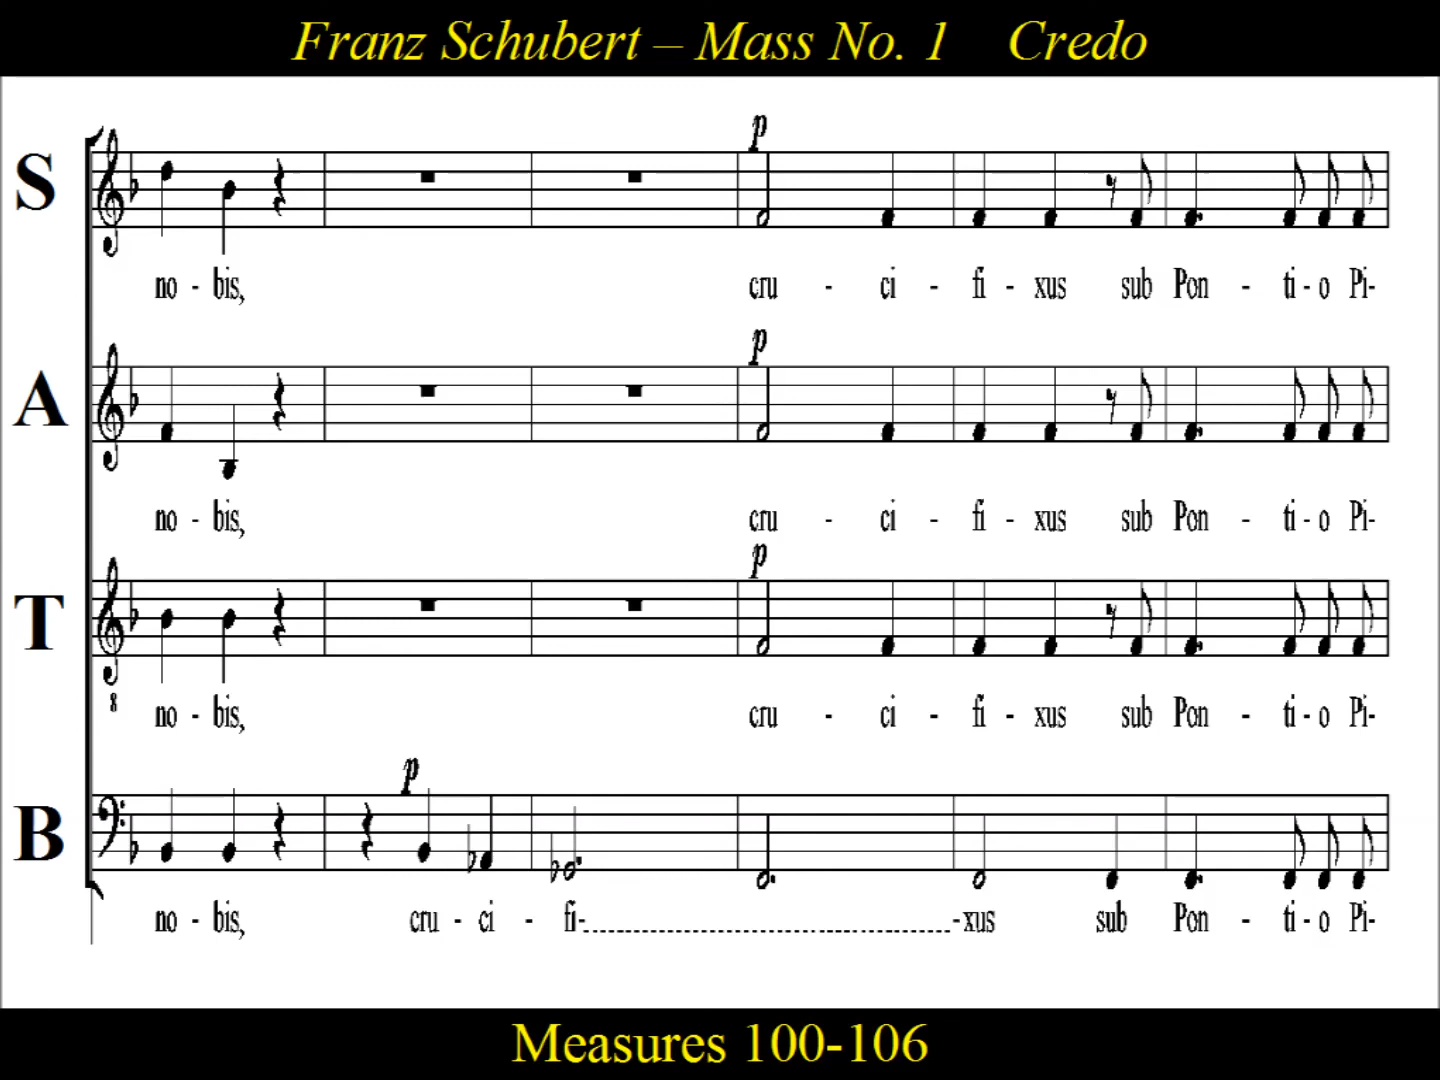 Franz Schubert – Mass No. 1 Credo
p
S
no - bis, cru - ci - fi - xus sub Pon - ti - o Pi-
p
A
no - bis, cru - ci - fi - xus sub Pon - ti - o Pi-
p
T
8
no - bis, cru - ci - fi - xus sub Pon - ti - o Pi-
p
B
no - bis, cru - ci - fi- -xus sub Pon - ti - o Pi-
Measures 100-106